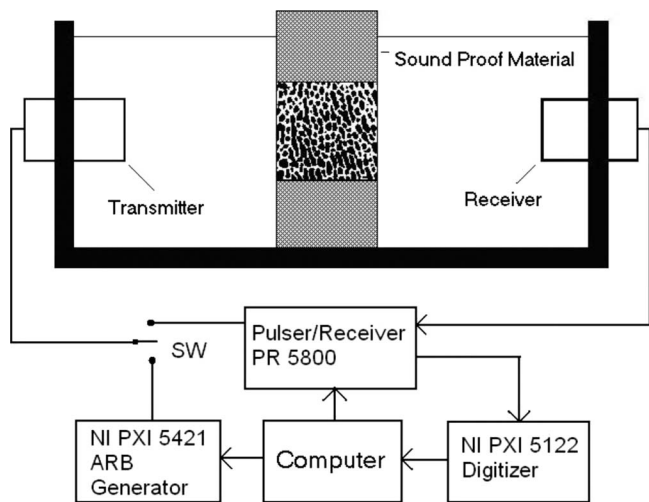 Sound Proof Material
Transmitter
Receiver
SW
Pulser/Receiver
PR 5800
NI PXI 5421
ARB
Generator
Computer
NI PXI 5122
Digitizer